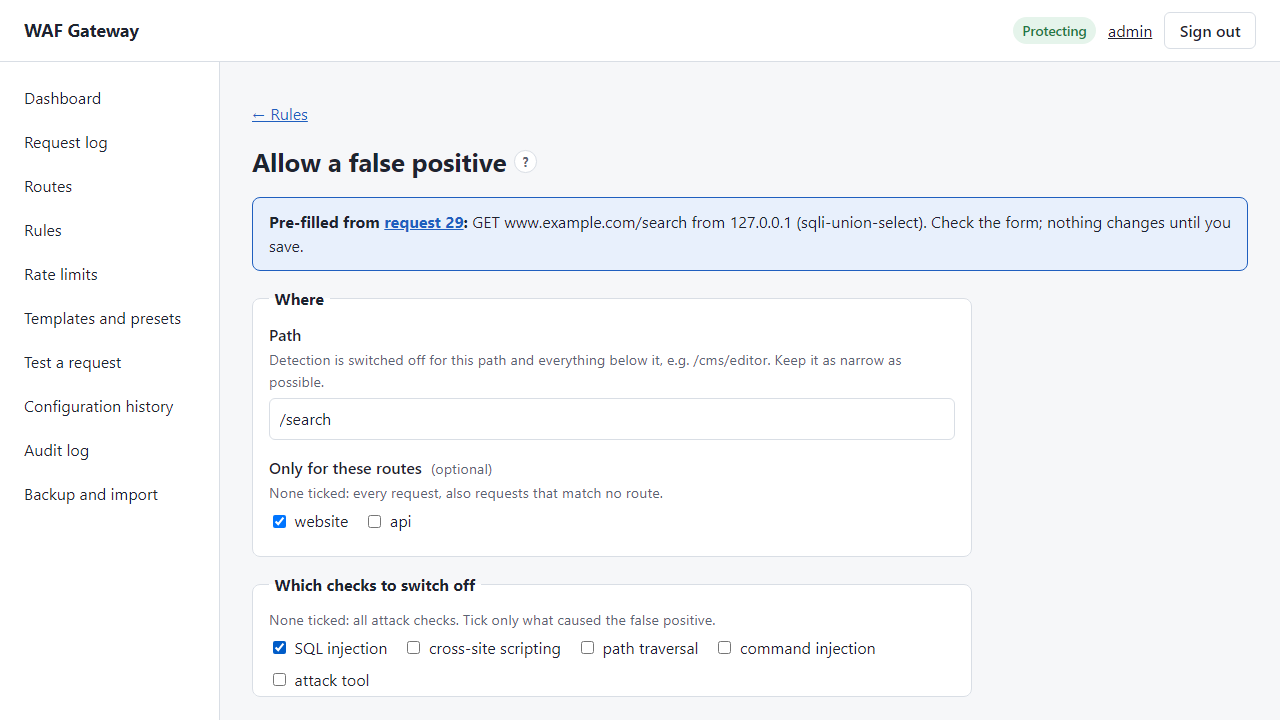 WAF Gateway
Protecting
admin
Sign out
Dashboard
Request log
Routes
Rules
Rate limits
Templates and presets
Test a request
Configuration history
Audit log
Backup and import
← Rules
Allow a false positive ?
Pre-filled from request 29: GET www.example.com/search from 127.0.0.1 (sqli-union-select). Check the form; nothing changes until you
save.
Where
Path
Detection is switched off for this path and everything below it, e.g. /cms/editor. Keep it as narrow as
possible.
/search
Only for these routes (optional)
None ticked: every request, also requests that match no route.
website api
Which checks to switch off
None ticked: all attack checks. Tick only what caused the false positive.
SQL injection cross-site scripting path traversal command injection
attack tool